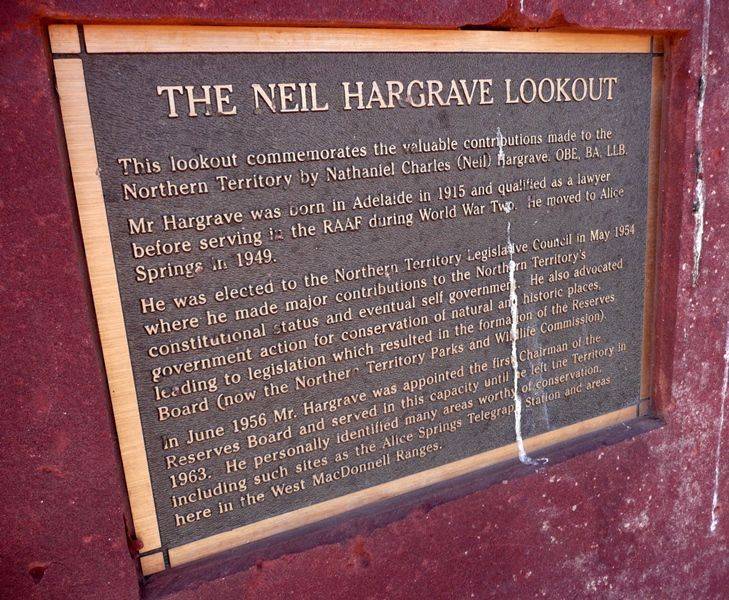 THE NEIL HARGRAVE LOOKOUT
This lookout commemorates the valuable contributions made to the
Northern Territory by Nathaniel Charles (Neil) Hargrave. OBE, BA, LLB.
Mr Hargrave was born in Adelaide in 1915 and qualified as a lawyer
before serving in the RAAF during World War Two. He moved to Alice
Springs in 1949.
He was elected to the Northern Territory Legislative Council in May 1954
where he made major contributions to the Northern Territory's
constitutional status and eventual self government. He also advocated
government action for conservation of natural and historic places,
leading to legislation which resulted in the formation of the Reserves
Board (now the Northern Territory Parks and Wildlife Commission).
In June 1956 Mr. Hargrave was appointed the first Chairman of the
Reserves Board and served in this capacity until he left the Territory in
1963. He personally identified many areas worthy of conservation,
including such sites as the Alice Springs Telegraph Station and areas
here in the West MacDonnell Ranges.